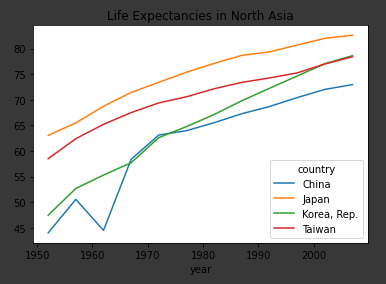 Life Expectancies in North Asia
80
75
70
65
60
55
50
45
country
China
Japan
Korea, Rep.
Taiwan
1950 1960 1970 1980 1990 2000
year